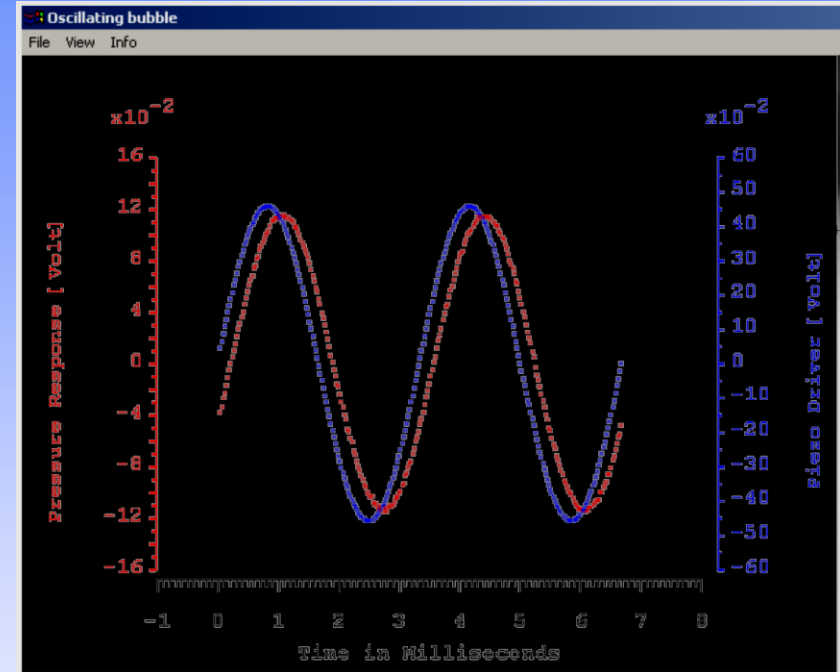 Oscillating bubble
File View Info
x10-2
x10-2
Pressure Response [Volt]
16
12
8
4
0
-4
-8
-12
-16
60
50
40
30
20
10
0
-10
-20
-30
-40
-50
-60
Piezo Driver [Volt]
-1 0 1 2 3 4 5 6 7 8
Time in Milliseconds